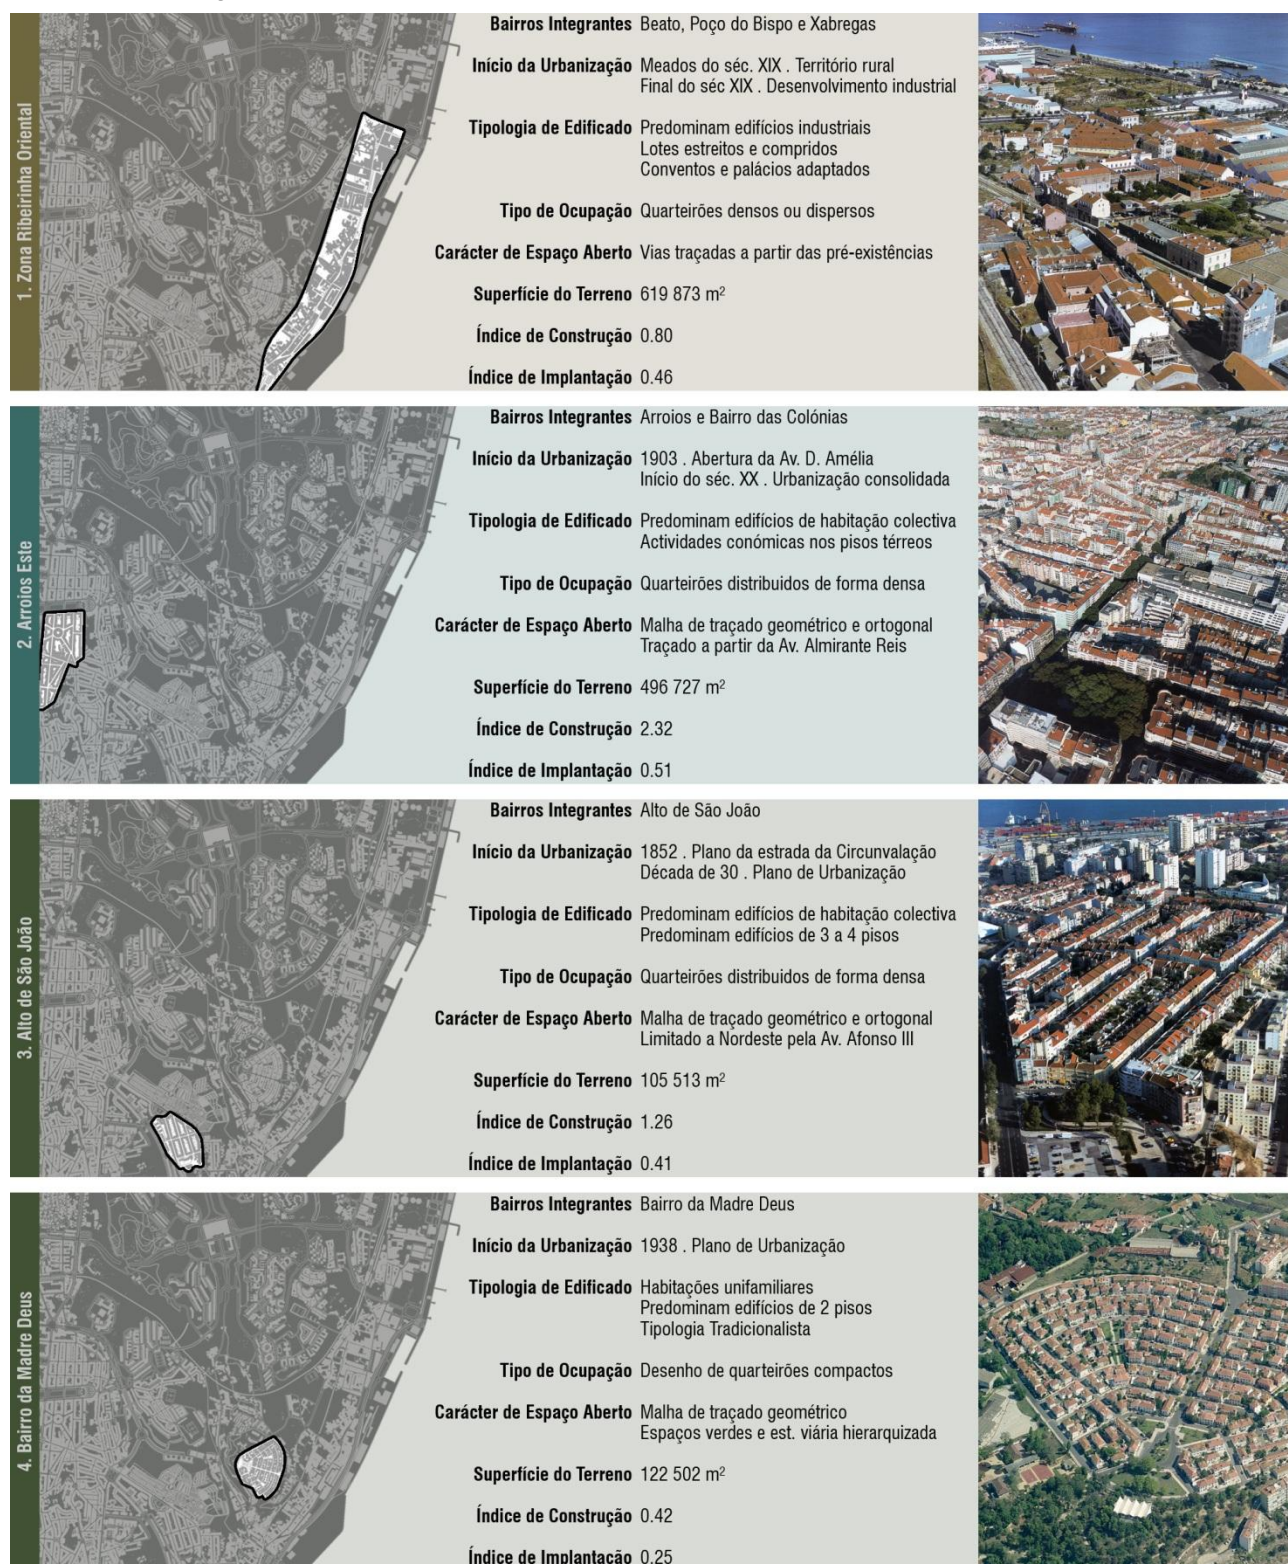 1. Zona Ribeirinha Oriental
Bairros Integrantes Beato, Poço do Bispo e Xabregas
Início da Urbanização Meados do séc. XIX . Território rural
Final do séc XIX . Desenvolvimento industrial
Tipologia de Edificado Predominam edifícios industriais
Lotes estreitos e compridos
Conventos e palácios adaptados
Tipo de Ocupação Quarteirões densos ou dispersos
Carácter de Espaço Aberto Vias traçadas a partir das pré-existências
Superfície do Terreno 619 873 m²
Índice de Construção 0.80
Índice de Implantação 0.46
2. Arroios Este
Bairros Integrantes Arroios e Bairro das Colónias
Início da Urbanização 1903 . Abertura da Av. D. Amélia
Início do séc. XX . Urbanização consolidada
Tipologia de Edificado Predominam edifícios de habitação colectiva
Actividades conómicas nos pisos térreos
Tipo de Ocupação Quarteirões distribuidos de forma densa
Carácter de Espaço Aberto Malha de traçado geométrico e ortogonal
Traçado a partir da Av. Almirante Reis
Superfície do Terreno 496 727 m²
Índice de Construção 2.32
Índice de Implantação 0.51
3. Alto de São João
Bairros Integrantes Alto de São João
Início da Urbanização 1852 . Plano da estrada da Circunvalação
Década de 30 . Plano de Urbanização
Tipologia de Edificado Predominam edifícios de habitação colectiva
Predominam edifícios de 3 a 4 pisos
Tipo de Ocupação Quarteirões distribuidos de forma densa
Carácter de Espaço Aberto Malha de traçado geométrico e ortogonal
Limitado a Nordeste pela Av. Afonso III
Superfície do Terreno 105 513 m²
Índice de Construção 1.26
Índice de Implantação 0.41
4. Bairro da Madre Deus
Bairros Integrantes Bairro da Madre Deus
Início da Urbanização 1938 . Plano de Urbanização
Tipologia de Edificado Habitações unifamiliares
Predominam edifícios de 2 pisos
Tipologia Tradicionalista
Tipo de Ocupação Desenho de quarteirões compactos
Carácter de Espaço Aberto Malha de traçado geométrico
Espaços verdes e est. viária hierarquizada
Superfície do Terreno 122 502 m²
Índice de Construção 0.42
Índice de Implantação 0.25